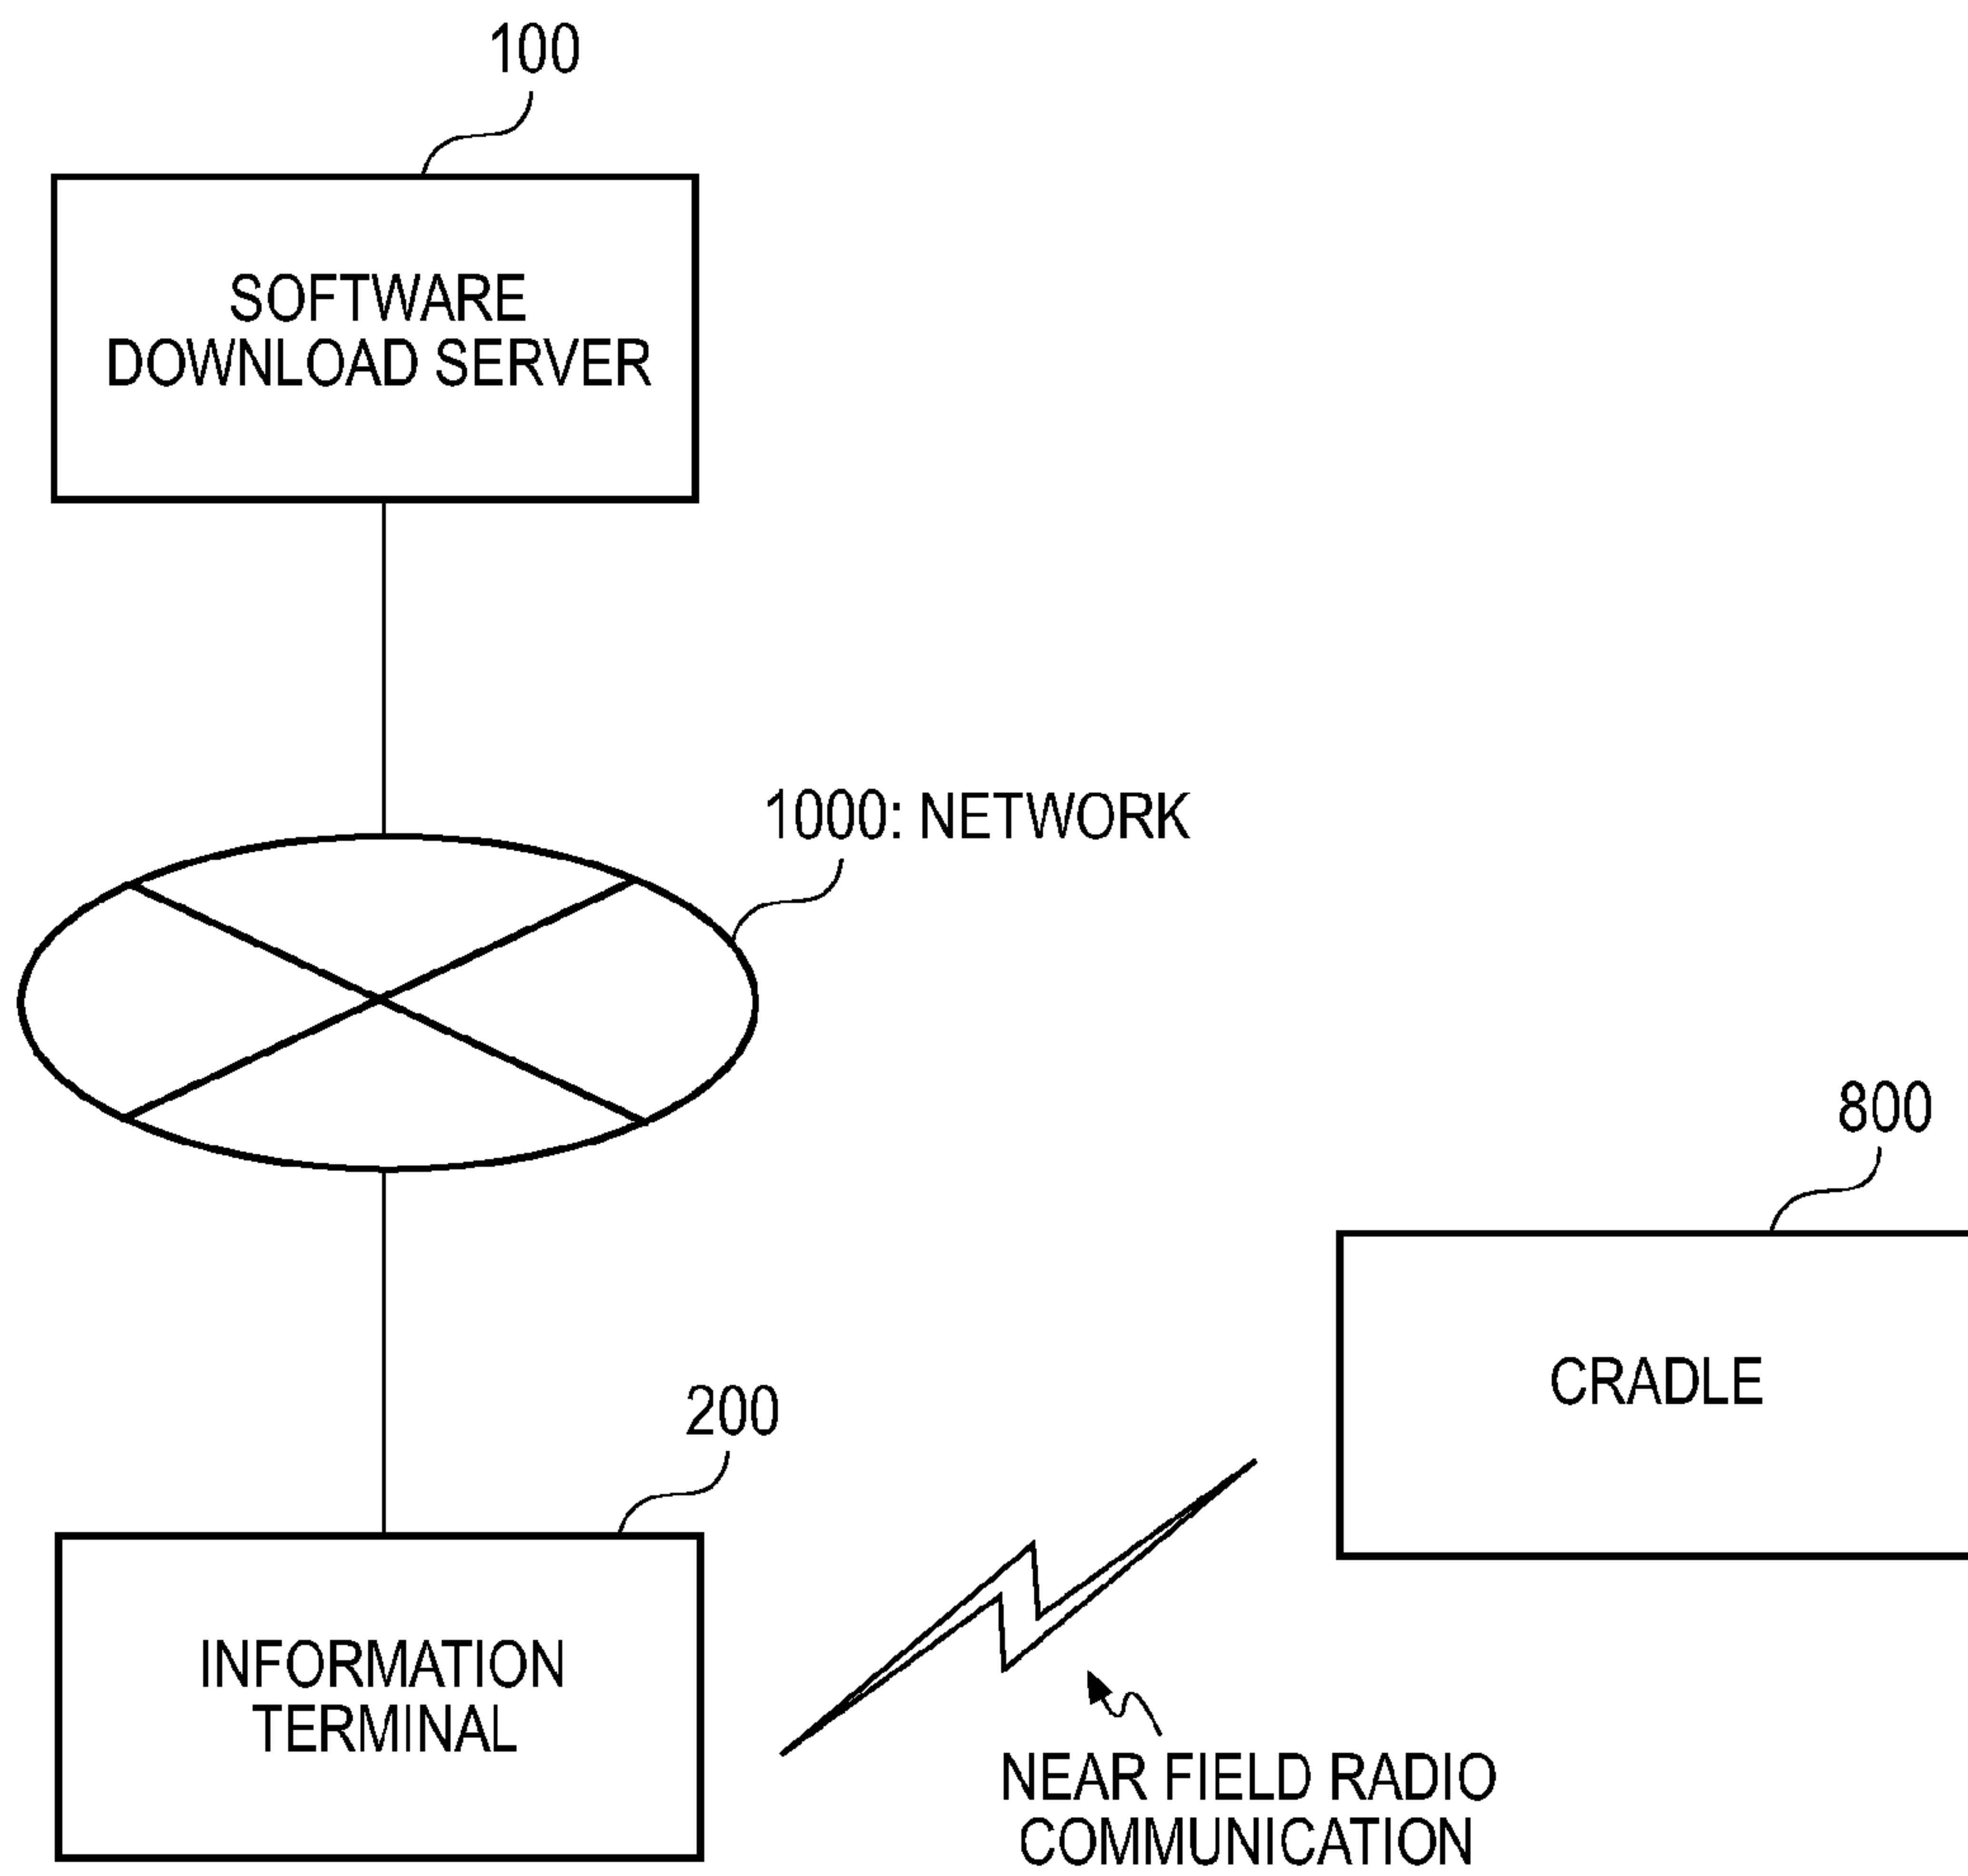 100
SOFTWARE
DOWNLOAD SERVER
1000: NETWORK
800
CRADLE
200
INFORMATION
TERMINAL
NEAR FIELD RADIO
COMMUNICATION